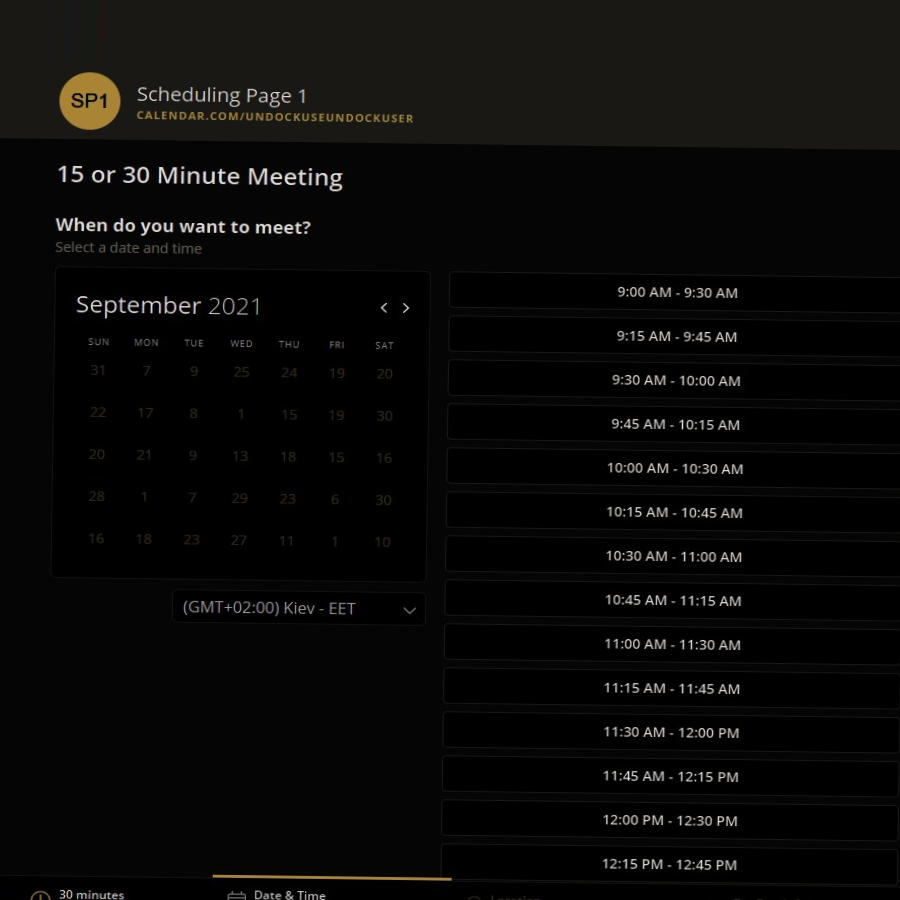 SP1
Scheduling Page 1
CALENDAR.COM/UNDOCKUSEUNDOCKUSER
15 or 30 Minute Meeting
When do you want to meet?
Select a date and time
September 2021
SUN MON TUE WED THU FRI SAT
31 7 9 25 24 19 20
22 17 8 1 15 19 30
20 21 9 13 18 15 16
28 1 7 29 23 6 30
16 18 23 27 11 1 10
(GMT+02:00) Kiev - EET
9:00 AM - 9:30 AM
9:15 AM - 9:45 AM
9:30 AM - 10:00 AM
9:45 AM - 10:15 AM
10:00 AM - 10:30 AM
10:15 AM - 10:45 AM
10:30 AM - 11:00 AM
10:45 AM - 11:15 AM
11:00 AM - 11:30 AM
11:15 AM - 11:45 AM
11:30 AM - 12:00 PM
11:45 AM - 12:15 PM
12:00 PM - 12:30 PM
12:15 PM - 12:45 PM
30 minutes
Date & Time